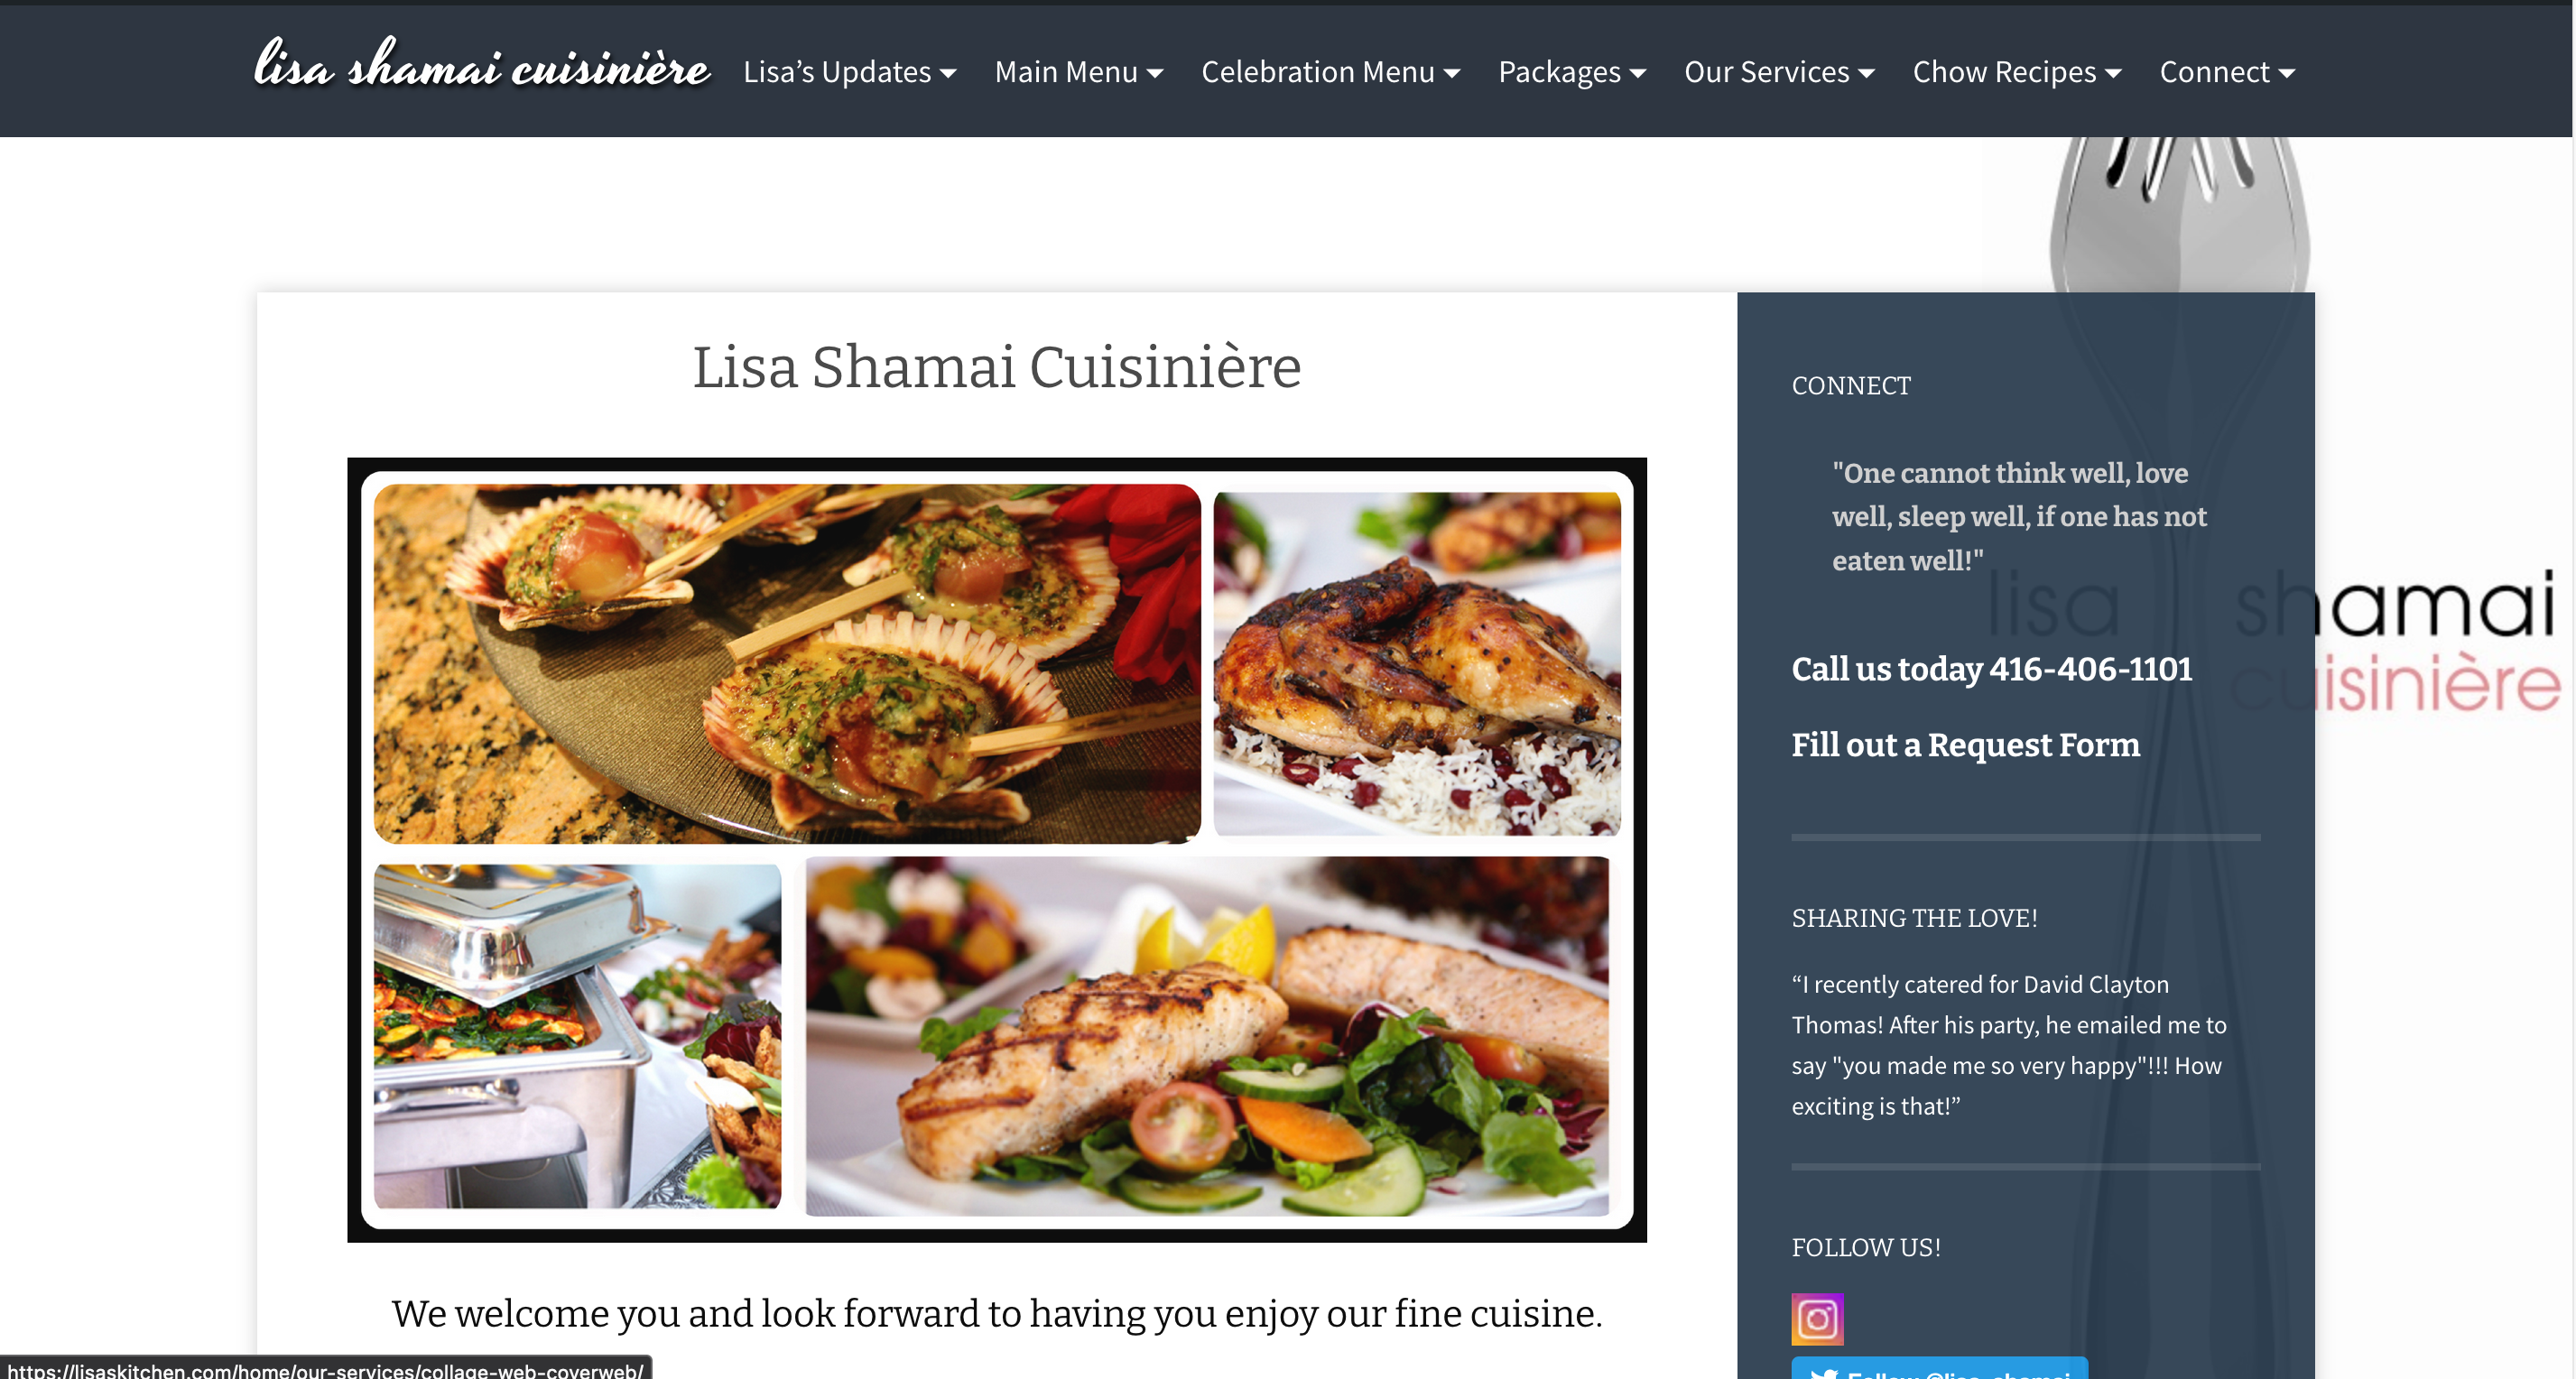 lisa shamai cuisinière
Lisa's Updates
Main Menu
Celebration Menu
Packages
Our Services
Chow Recipes
Connect
Lisa Shamai Cuisinière
We welcome you and look forward to having you enjoy our fine cuisine.
CONNECT
"One cannot think well, love
well, sleep well, if one has not
eaten well!"
lisa shamai
cuisinière
Call us today 416-406-1101
Fill out a Request Form
SHARING THE LOVE!
“I recently catered for David Clayton
Thomas! After his party, he emailed me to
say "you made me so very happy"!!! How
exciting is that!”
FOLLOW US!
Follow @lisa_shamai
https://lisaskitchen.com/home/our-services/collage-web-coverweb/